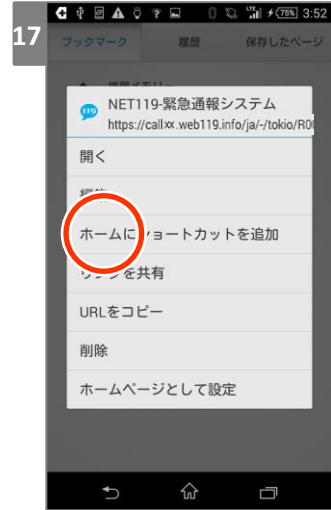 17
75% 3:52
ブックマーク 履歴 保存したページ
119 NET119-緊急通報システム
https://callxx.web119.info/ja/-/tokio/R00
開く
ホームにショートカットを追加
リンクを共有
URLをコピー
削除
ホームページとして設定